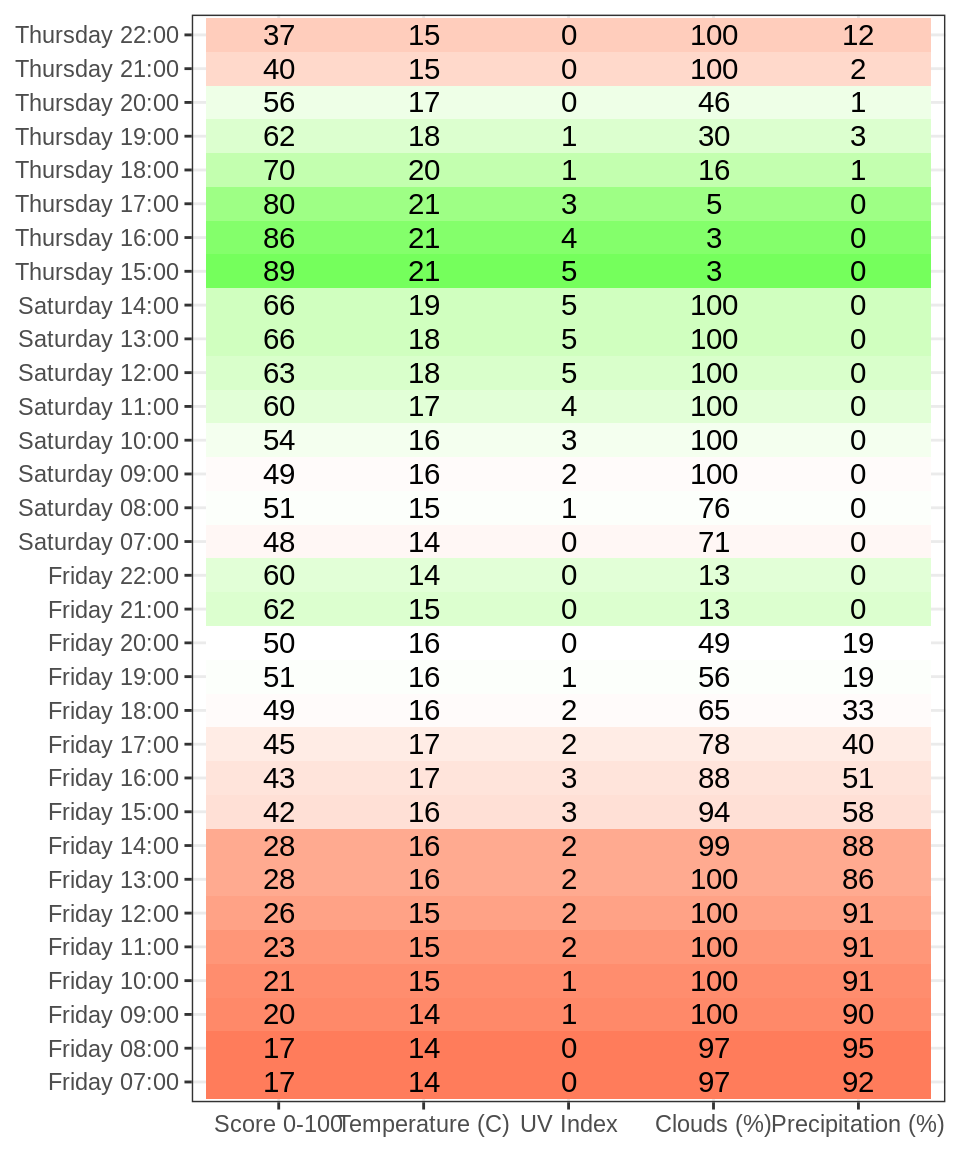 Thursday 22:00 37 15 0 100 12
Thursday 21:00 40 15 0 100 2
Thursday 20:00 56 17 0 46 1
Thursday 19:00 62 18 1 30 3
Thursday 18:00 70 20 1 16 1
Thursday 17:00 80 21 3 5 0
Thursday 16:00 86 21 4 3 0
Thursday 15:00 89 21 5 3 0
Saturday 14:00 66 19 5 100 0
Saturday 13:00 66 18 5 100 0
Saturday 12:00 63 18 5 100 0
Saturday 11:00 60 17 4 100 0
Saturday 10:00 54 16 3 100 0
Saturday 09:00 49 16 2 100 0
Saturday 08:00 51 15 1 76 0
Saturday 07:00 48 14 0 71 0
Friday 22:00 60 14 0 13 0
Friday 21:00 62 15 0 13 0
Friday 20:00 50 16 0 49 19
Friday 19:00 51 16 1 56 19
Friday 18:00 49 16 2 65 33
Friday 17:00 45 17 2 78 40
Friday 16:00 43 17 3 88 51
Friday 15:00 42 16 3 94 58
Friday 14:00 28 16 2 99 88
Friday 13:00 28 16 2 100 86
Friday 12:00 26 15 2 100 91
Friday 11:00 23 15 2 100 91
Friday 10:00 21 15 1 100 91
Friday 09:00 20 14 1 100 90
Friday 08:00 17 14 0 97 95
Friday 07:00 17 14 0 97 92
Score 0-100 Temperature (C) UV Index Clouds (%) Precipitation (%)